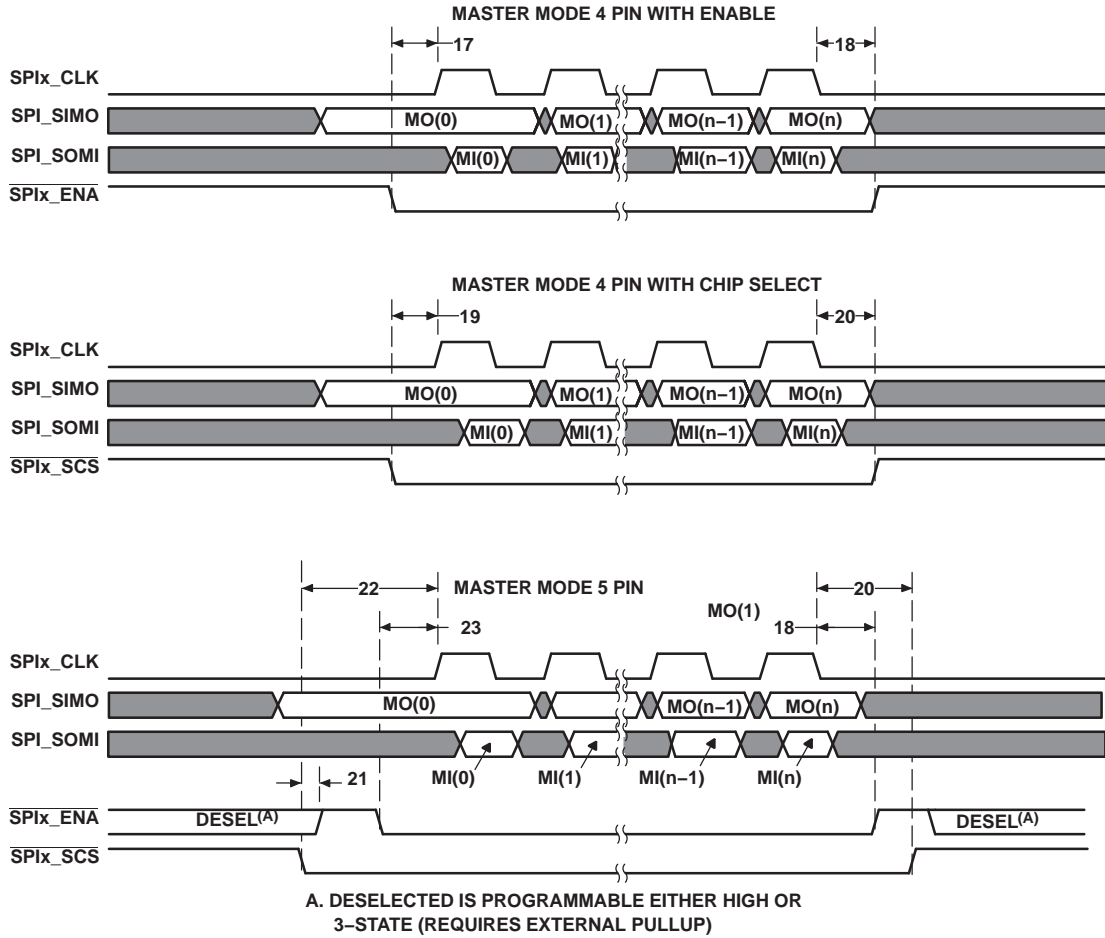 MASTER MODE 4 PIN WITH ENABLE
17 18
SPIx_CLK
SPI_SIMO MO(0) MO(1) MO(n−1) MO(n)
SPI_SOMI MI(0) MI(1) MI(n−1) MI(n)
SPIx_ENA
MASTER MODE 4 PIN WITH CHIP SELECT
19 20
SPIx_CLK
SPI_SIMO MO(0) MO(1) MO(n−1) MO(n)
SPI_SOMI MI(0) MI(1) MI(n−1) MI(n)
SPIx_SCS
22 MASTER MODE 5 PIN 20
MO(1)
23 18
SPIx_CLK
SPI_SIMO MO(0) MO(n−1) MO(n)
SPI_SOMI
MI(0) MI(1) MI(n−1) MI(n)
21
SPIx_ENA DESEL(A) DESEL(A)
SPIx_SCS
A. DESELECTED IS PROGRAMMABLE EITHER HIGH OR
3−STATE (REQUIRES EXTERNAL PULLUP)